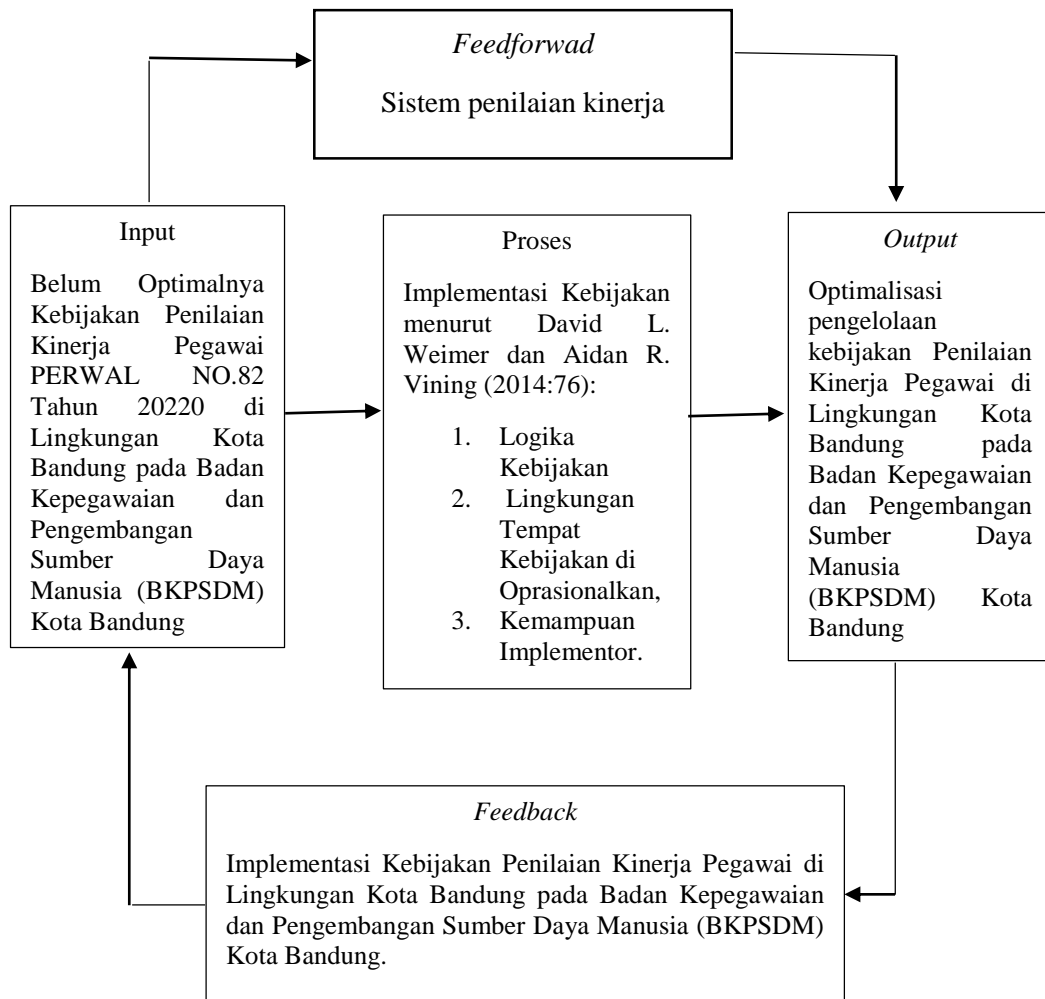 Feedforwad
Sistem penilaian kinerja
Input
Belum Optimalnya
Kebijakan Penilaian
Kinerja Pegawai
PERWAL NO.82
Tahun 20220 di
Lingkungan Kota
Bandung pada Badan
Kepegawaian dan
Pengembangan
Sumber Daya
Manusia (BKPSDM)
Kota Bandung
Proses
Implementasi Kebijakan
menurut David L.
Weimer dan Aidan R.
Vining (2014:76):
1. Logika
Kebijakan
2. Lingkungan
Tempat
Kebijakan di
Oprasionalkan,
3. Kemampuan
Implementor.
Output
Optimalisasi
pengelolaan
kebijakan Penilaian
Kinerja Pegawai di
Lingkungan Kota
Bandung pada
Badan Kepegawaian
dan Pengembangan
Sumber Daya
Manusia
(BKPSDM) Kota
Bandung
Feedback
Implementasi Kebijakan Penilaian Kinerja Pegawai di
Lingkungan Kota Bandung pada Badan Kepegawaian
dan Pengembangan Sumber Daya Manusia (BKPSDM)
Kota Bandung.